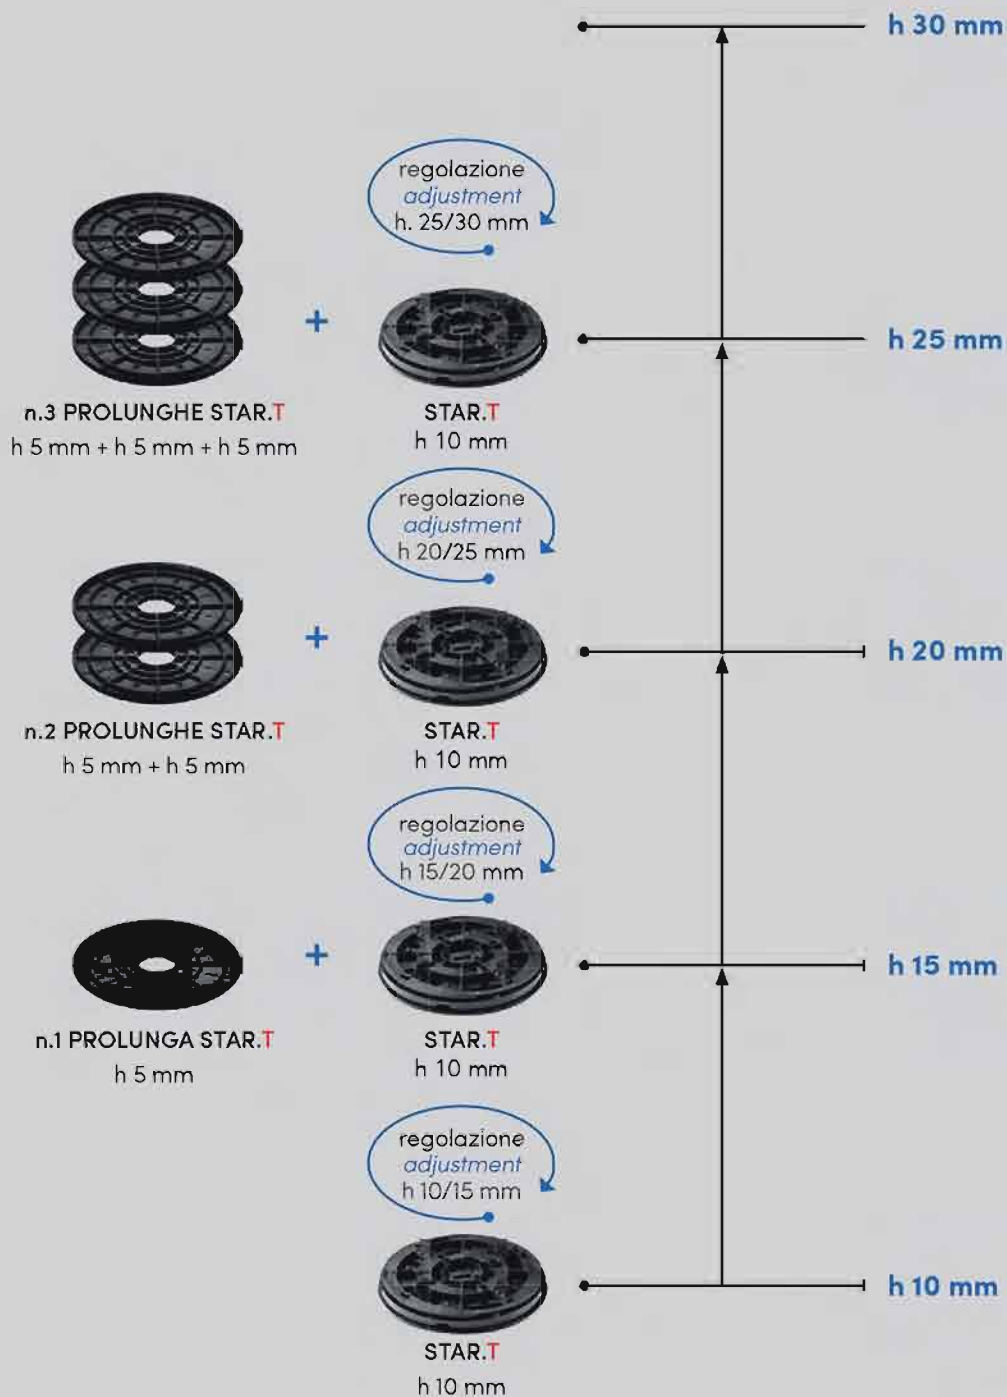 h 30 mm
regolazione
adjustment
h. 25/30 mm
+
h 25 mm
n.3 PROLUNGHE STAR.T
h 5 mm + h 5 mm + h 5 mm
STAR.T
h 10 mm
regolazione
adjustment
h 20/25 mm
+
h 20 mm
n.2 PROLUNGHE STAR.T
h 5 mm + h 5 mm
STAR.T
h 10 mm
regolazione
adjustment
h 15/20 mm
+
h 15 mm
n.1 PROLUNGA STAR.T
h 5 mm
STAR.T
h 10 mm
regolazione
adjustment
h 10/15 mm
h 10 mm
STAR.T
h 10 mm